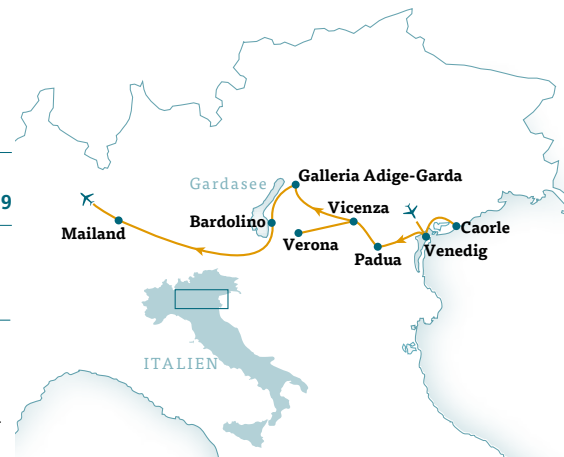 Galleria Adige-Garda
Gardasee
9
Vicenza
Bardolino
Caorle
Mailand
Verona
Venedig
Padua
ITALIEN